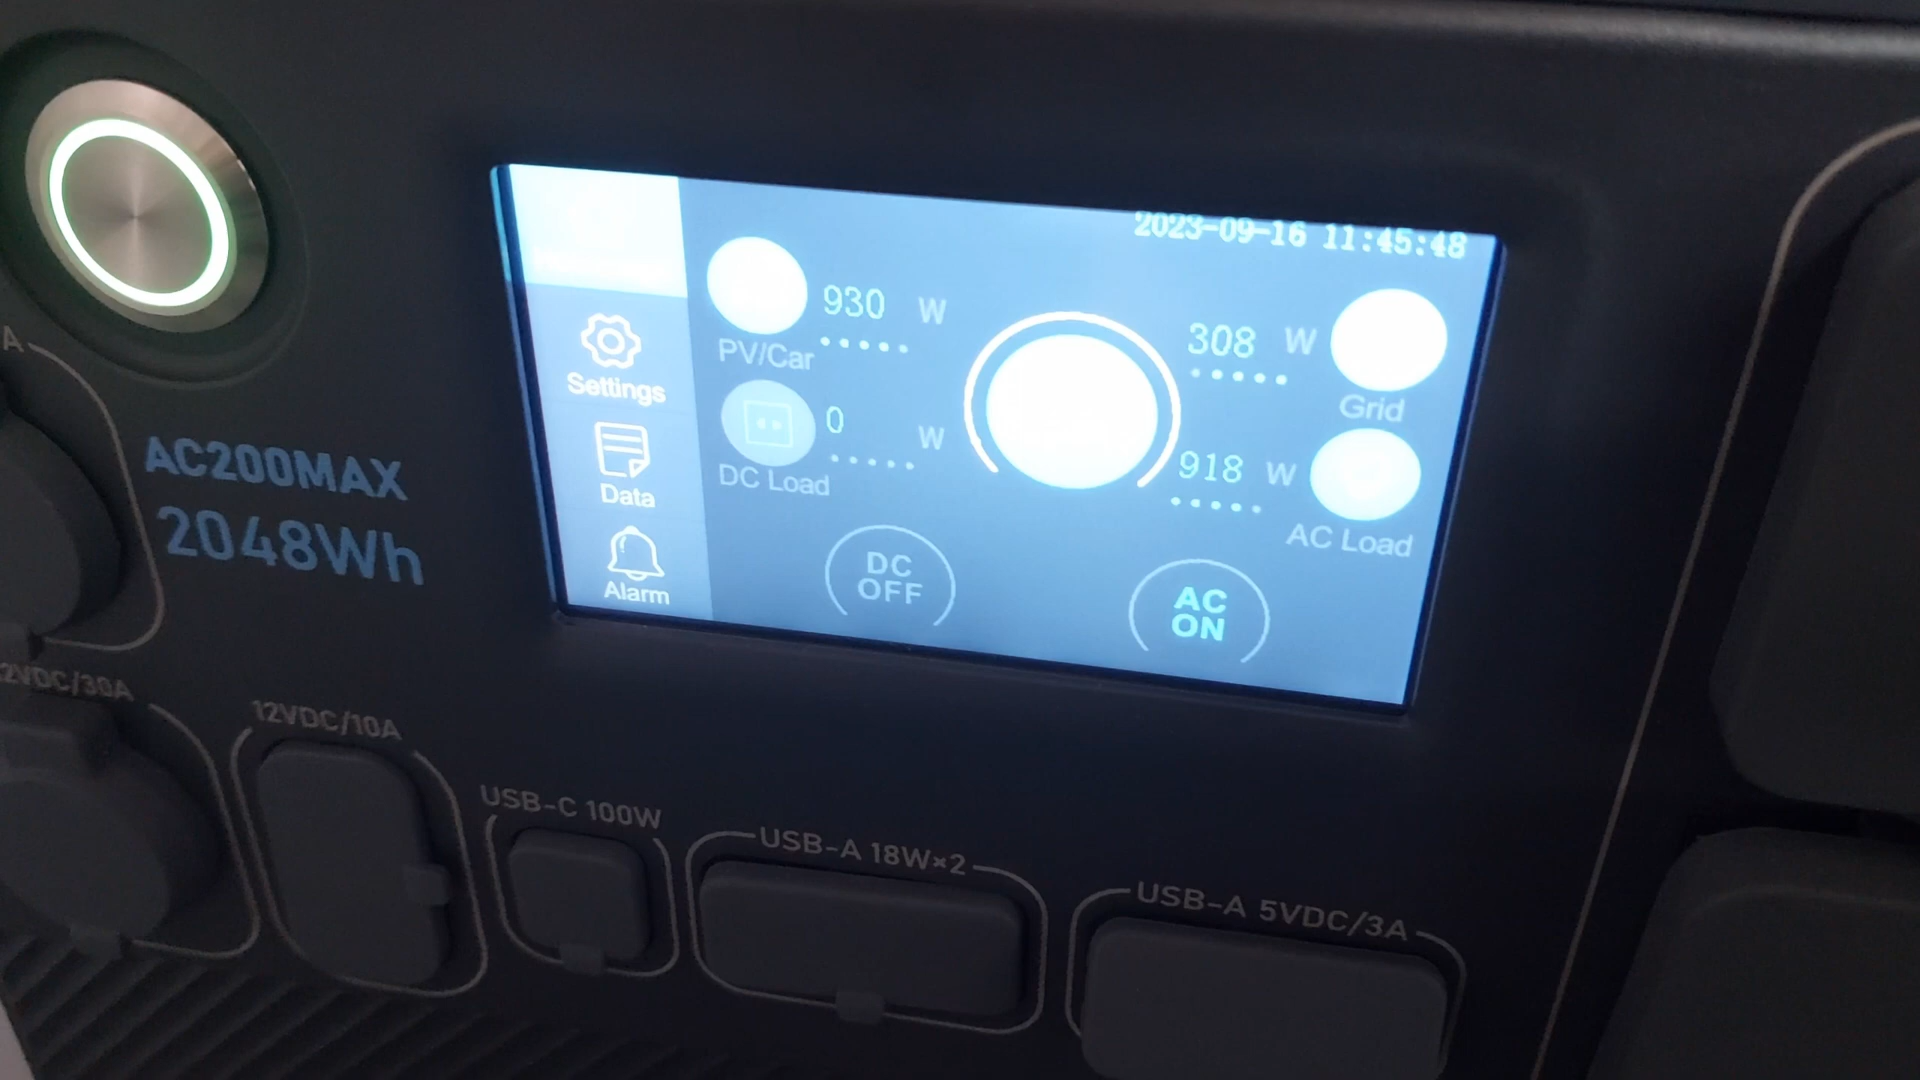 2023-09-16 11:45:48
930 W
PV/Car
308 W
Grid
Settings
0 W
DC Load
918 W
AC Load
Data
Alarm
DC
OFF
AC
ON
A
AC200MAX
2048Wh
2VDC/30A
12VDC/10A
USB-C 100W
USB-A 18W×2
USB-A 5VDC/3A